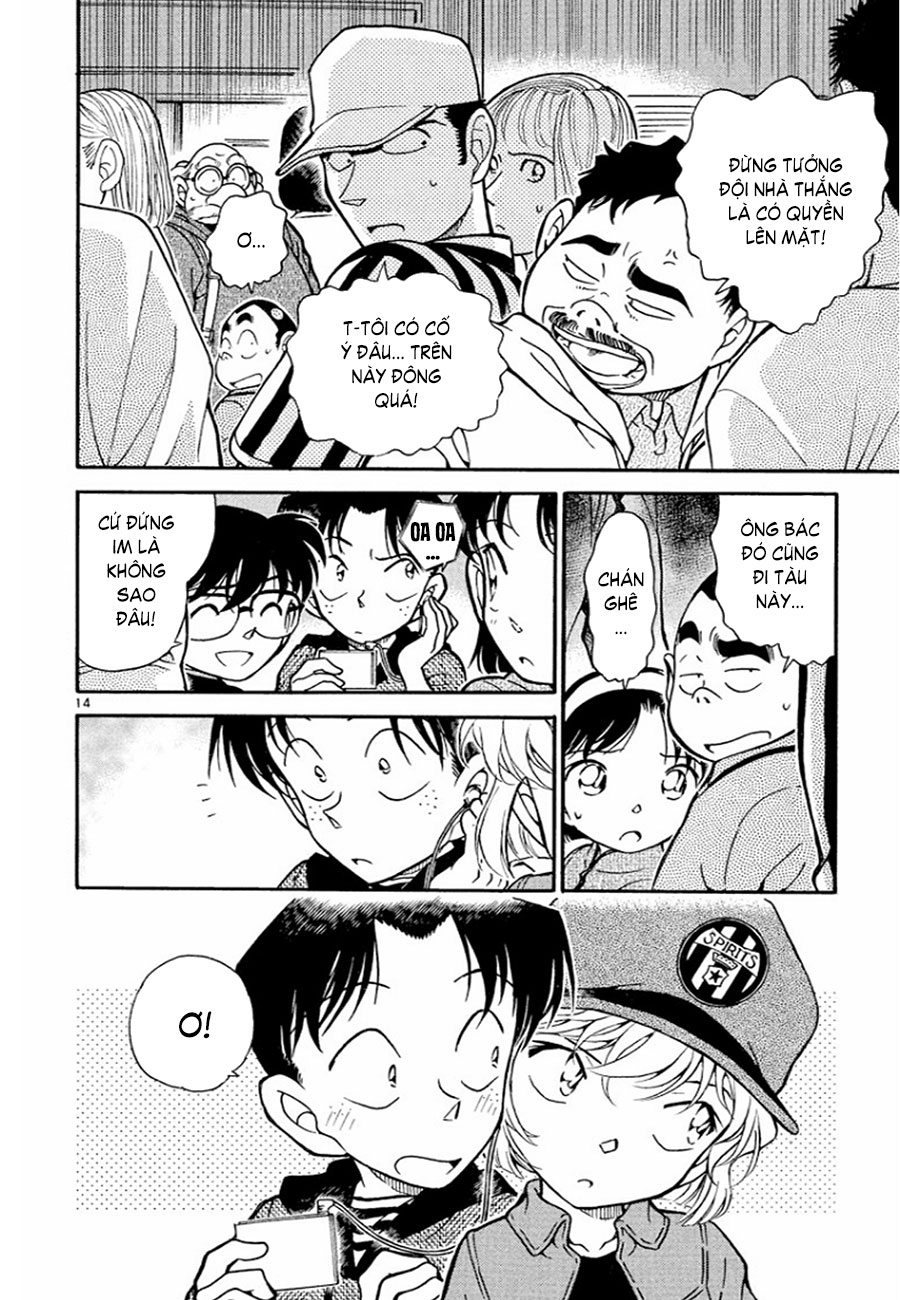 ĐỪNG TƯỞNG
ĐỘI NHÀ THẮNG
LÀ CÓ QUYỀN
LÊN MẶT!
Ơ...
T-TÔI CÓ CỐ
Ý ĐÂU... TRÊN
NÀY ĐÔNG
QUÁ!
CỨ ĐỨNG
IM LÀ
KHÔNG
SAO
ĐÂU!
OA OA
...
ÔNG BÁC
ĐÓ CŨNG
ĐI TÀU
NÀY...
CHÁN
GHÊ
...
14
Ơ!
SPIRITS